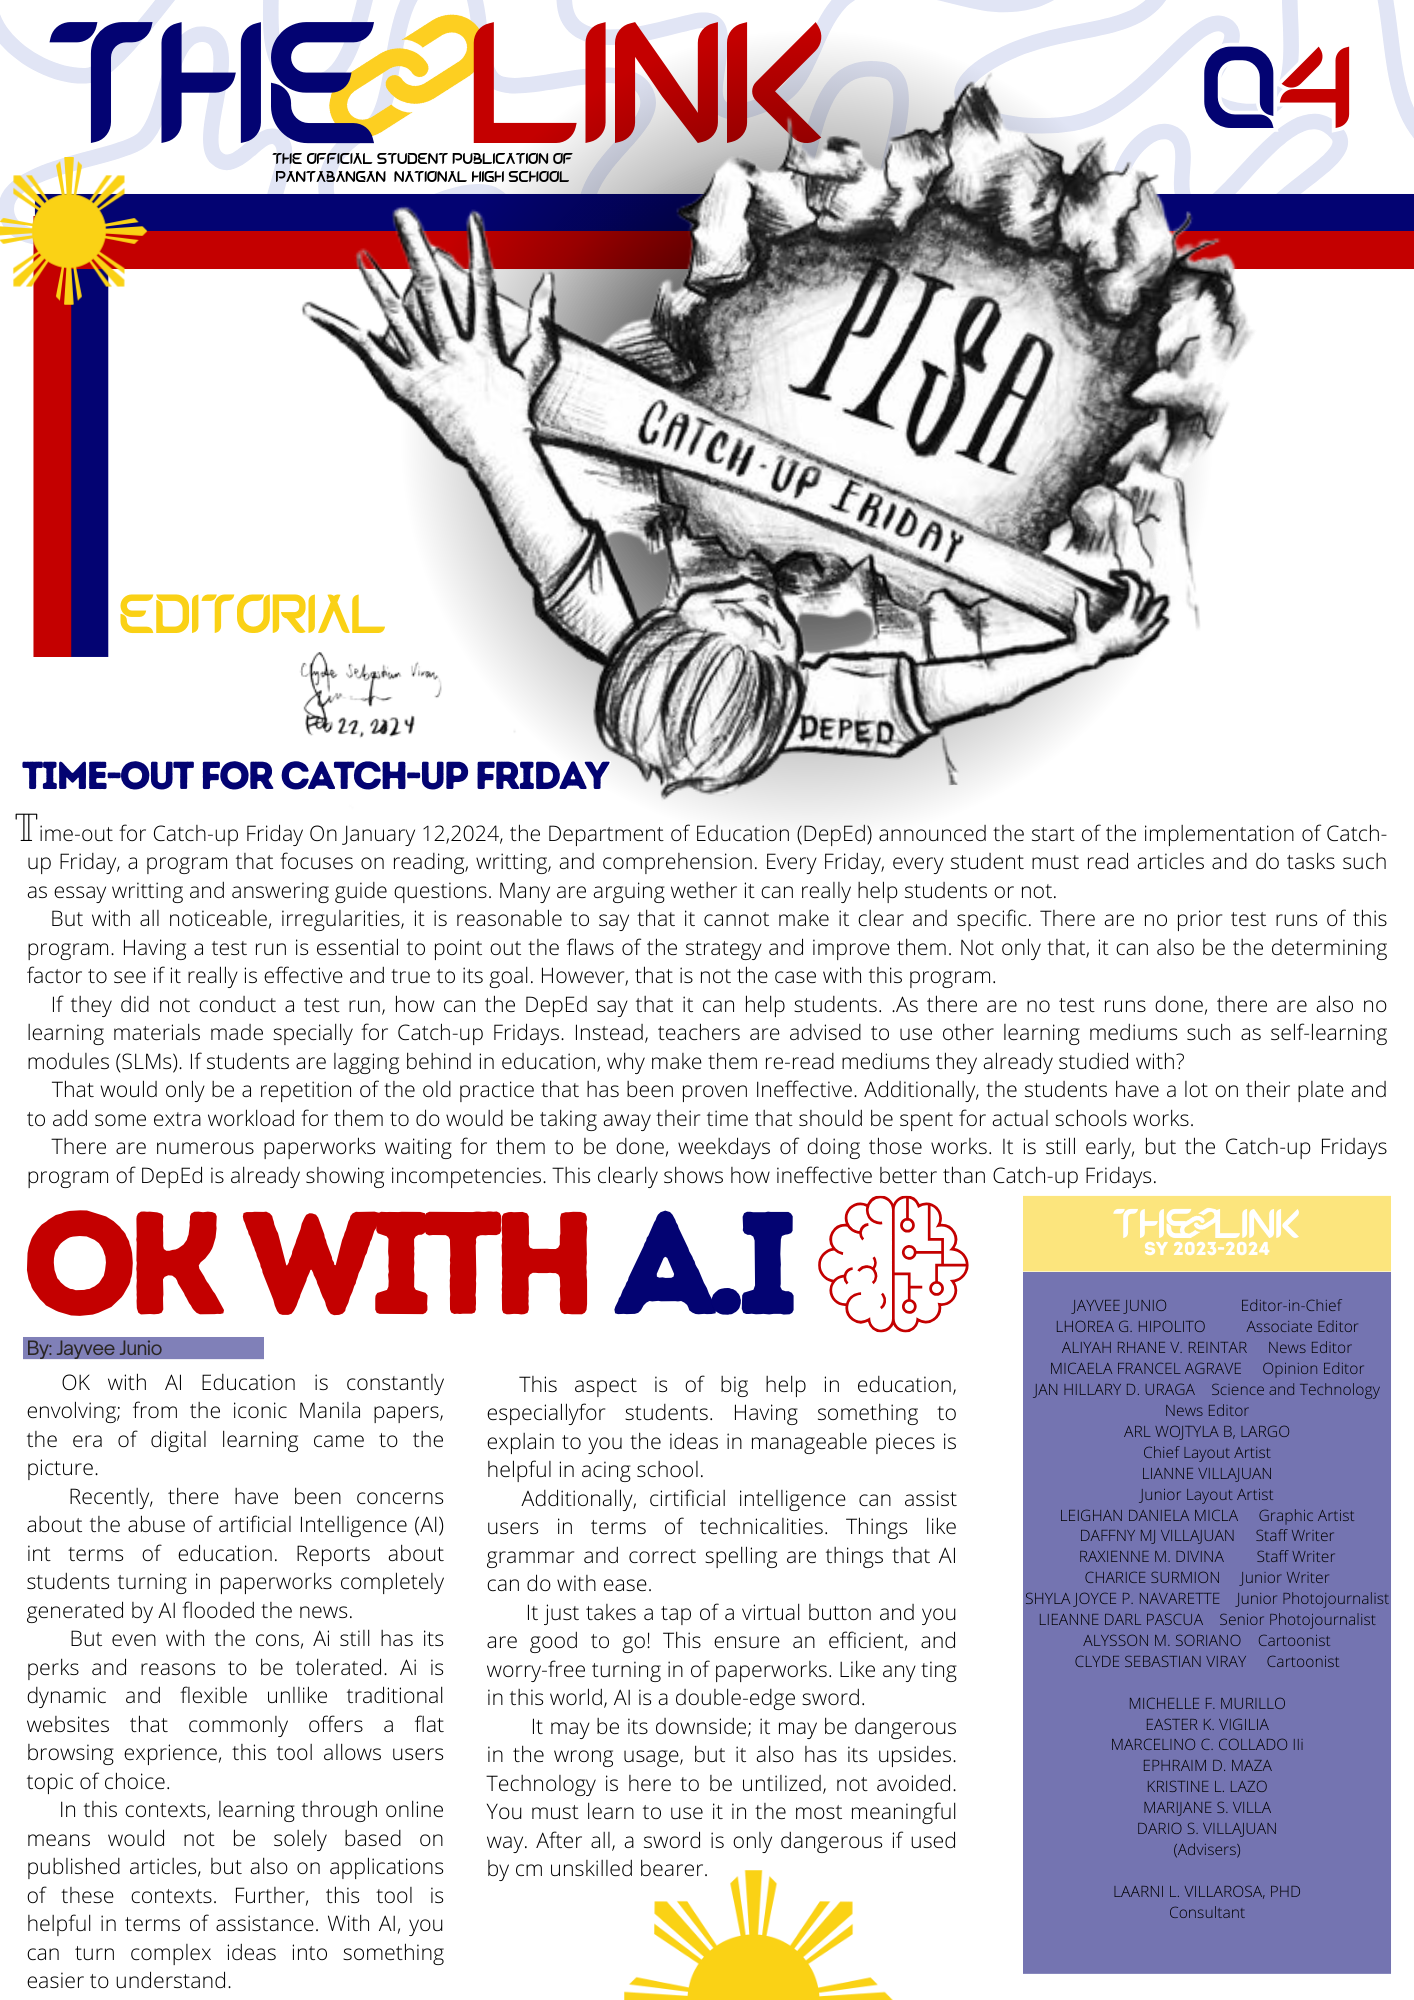 THE LINK
04
THE OFFICIAL STUDENT PUBLICATION OF
PANTABANGAN NATIONAL HIGH SCHOOL
PISA
CATCH-UP FRIDAY
DEPED
EDITORIAL
Clyde Sebastian Viray
Feb 22, 2024
TIME-OUT FOR CATCH-UP FRIDAY
Time-out for Catch-up Friday On January 12,2024, the Department of Education (DepEd) announced the start of the implementation of Catch-
up Friday, a program that focuses on reading, writting, and comprehension. Every Friday, every student must read articles and do tasks such
as essay writting and answering guide questions. Many are arguing wether it can really help students or not.
But with all noticeable, irregularities, it is reasonable to say that it cannot make it clear and specific. There are no prior test runs of this
program. Having a test run is essential to point out the flaws of the strategy and improve them. Not only that, it can also be the determining
factor to see if it really is effective and true to its goal. However, that is not the case with this program.
If they did not conduct a test run, how can the DepEd say that it can help students. .As there are no test runs done, there are also no
learning materials made specially for Catch-up Fridays. Instead, teachers are advised to use other learning mediums such as self-learning
modules (SLMs). If students are lagging behind in education, why make them re-read mediums they already studied with?
That would only be a repetition of the old practice that has been proven Ineffective. Additionally, the students have a lot on their plate and
to add some extra workload for them to do would be taking away their time that should be spent for actual schools works.
There are numerous paperworks waiting for them to be done, weekdays of doing those works. It is still early, but the Catch-up Fridays
program of DepEd is already showing incompetencies. This clearly shows how ineffective better than Catch-up Fridays.
OK WITH A.I
By: Jayvee Junio
OK with AI Education is constantly
envolving; from the iconic Manila papers,
the era of digital learning came to the
picture.
Recently, there have been concerns
about the abuse of artificial Intelligence (AI)
int terms of education. Reports about
students turning in paperworks completely
generated by AI flooded the news.
But even with the cons, Ai still has its
perks and reasons to be tolerated. Ai is
dynamic and flexible unllike traditional
websites that commonly offers a flat
browsing exprience, this tool allows users
topic of choice.
In this contexts, learning through online
means would not be solely based on
published articles, but also on applications
of these contexts. Further, this tool is
helpful in terms of assistance. With AI, you
can turn complex ideas into something
easier to understand.
This aspect is of big help in education,
especiallyfor students. Having something to
explain to you the ideas in manageable pieces is
helpful in acing school.
Additionally, cirtificial intelligence can assist
users in terms of technicalities. Things like
grammar and correct spelling are things that AI
can do with ease.
It just takes a tap of a virtual button and you
are good to go! This ensure an efficient, and
worry-free turning in of paperworks. Like any ting
in this world, AI is a double-edge sword.
It may be its downside; it may be dangerous
in the wrong usage, but it also has its upsides.
Technology is here to be untilized, not avoided.
You must learn to use it in the most meaningful
way. After all, a sword is only dangerous if used
by cm unskilled bearer.
THE LINK
SY 2023-2024
JAYVEE JUNIO Editor-in-Chief
LHOREA G. HIPOLITO Associate Editor
ALIYAH RHANE V. REINTAR News Editor
MICAELA FRANCEL AGRAVE Opinion Editor
JAN HILLARY D. URAGA Science and Technology
News Editor
ARL WOJTYLA B, LARGO
Chief Layout Artist
LIANNE VILLAJUAN
Junior Layout Artist
LEIGHAN DANIELA MICLA Graphic Artist
DAFFNY MJ VILLAJUAN Staff Writer
RAXIENNE M. DIVINA Staff Writer
CHARICE SURMION Junior Writer
SHYLA JOYCE P. NAVARETTE Junior Photojournalist
LIEANNE DARL PASCUA Senior Photojournalist
ALYSSON M. SORIANO Cartoonist
CLYDE SEBASTIAN VIRAY Cartoonist
MICHELLE F. MURILLO
EASTER K. VIGILIA
MARCELINO C. COLLADO IIi
EPHRAIM D. MAZA
KRISTINE L. LAZO
MARIJANE S. VILLA
DARIO S. VILLAJUAN
(Advisers)
LAARNI L. VILLAROSA, PHD
Consultant